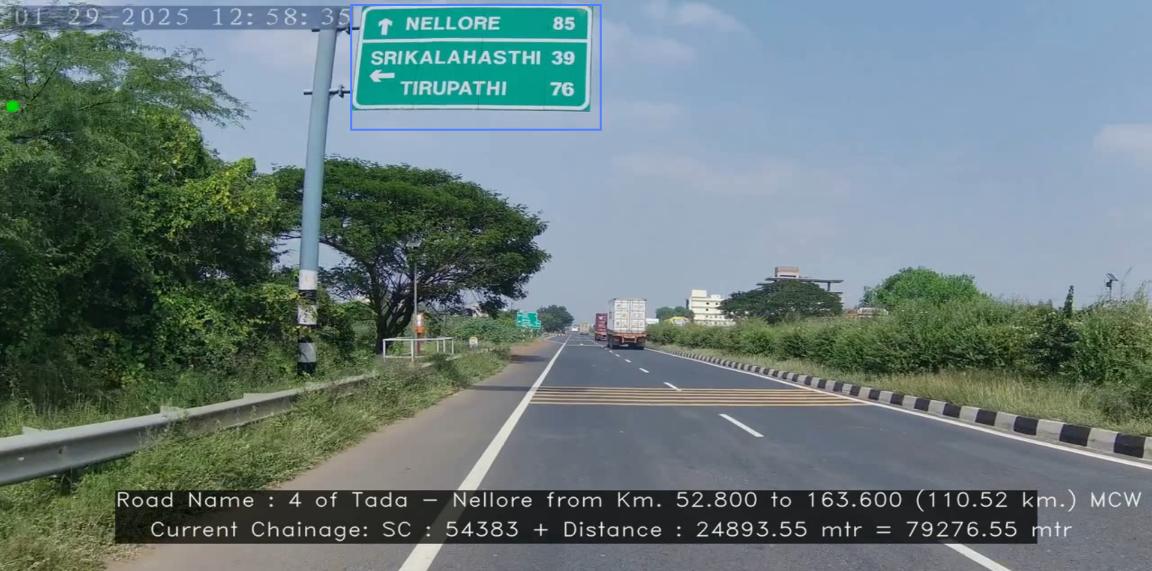 01-29-2025 12:58:35
NELLORE 85
SRIKALAHASTHI 39
TIRUPATHI 76
Road Name : 4 of Tada - Nellore from Km. 52.800 to 163.600 (110.52 km.) MCW
Current Chainage: SC : 54383 + Distance : 24893.55 mtr = 79276.55 mtr